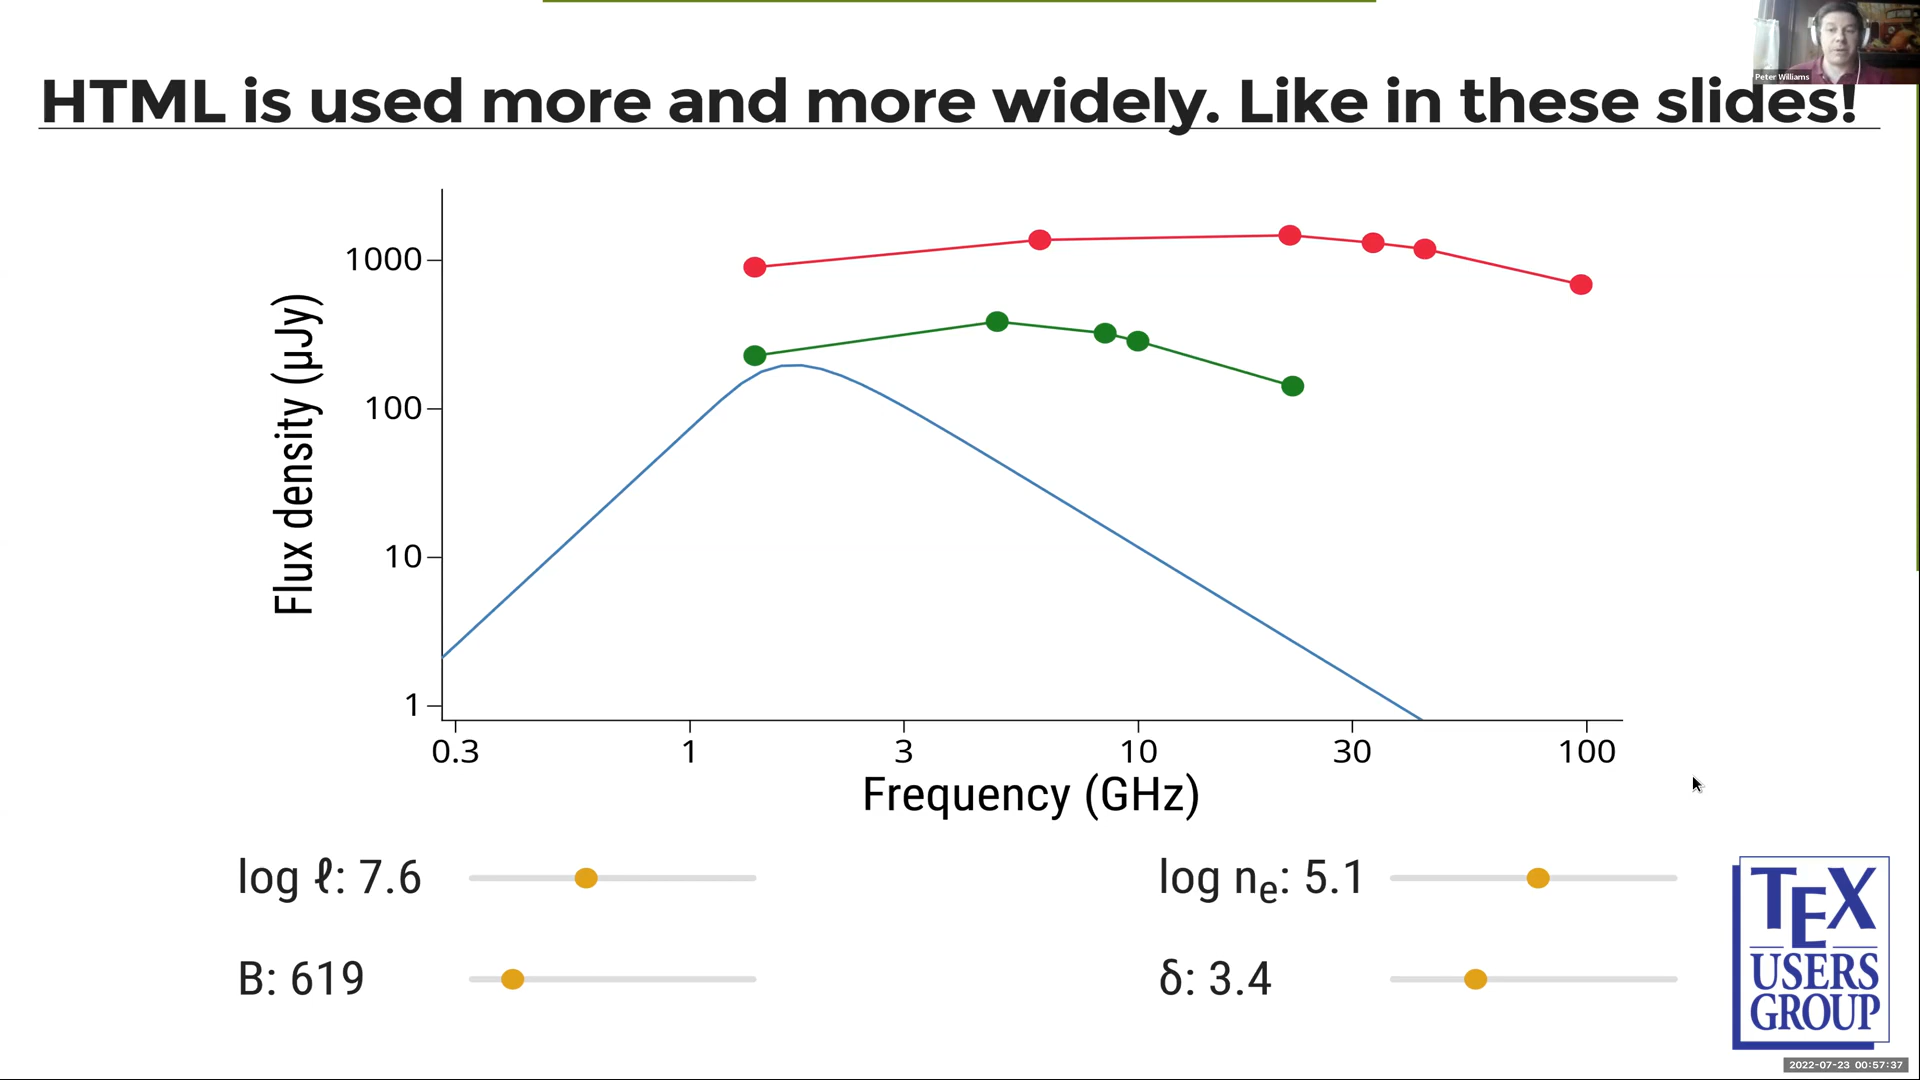 Peter Williams
HTML is used more and more widely. Like in these slides!
1000
100
10
1
Flux density (μJy)
0.3 1 3 10 30 100
Frequency (GHz)
log ℓ: 7.6
log nₑ: 5.1
B: 619
δ: 3.4
TEX
USERS
GROUP
2022-07-23 00:57:37